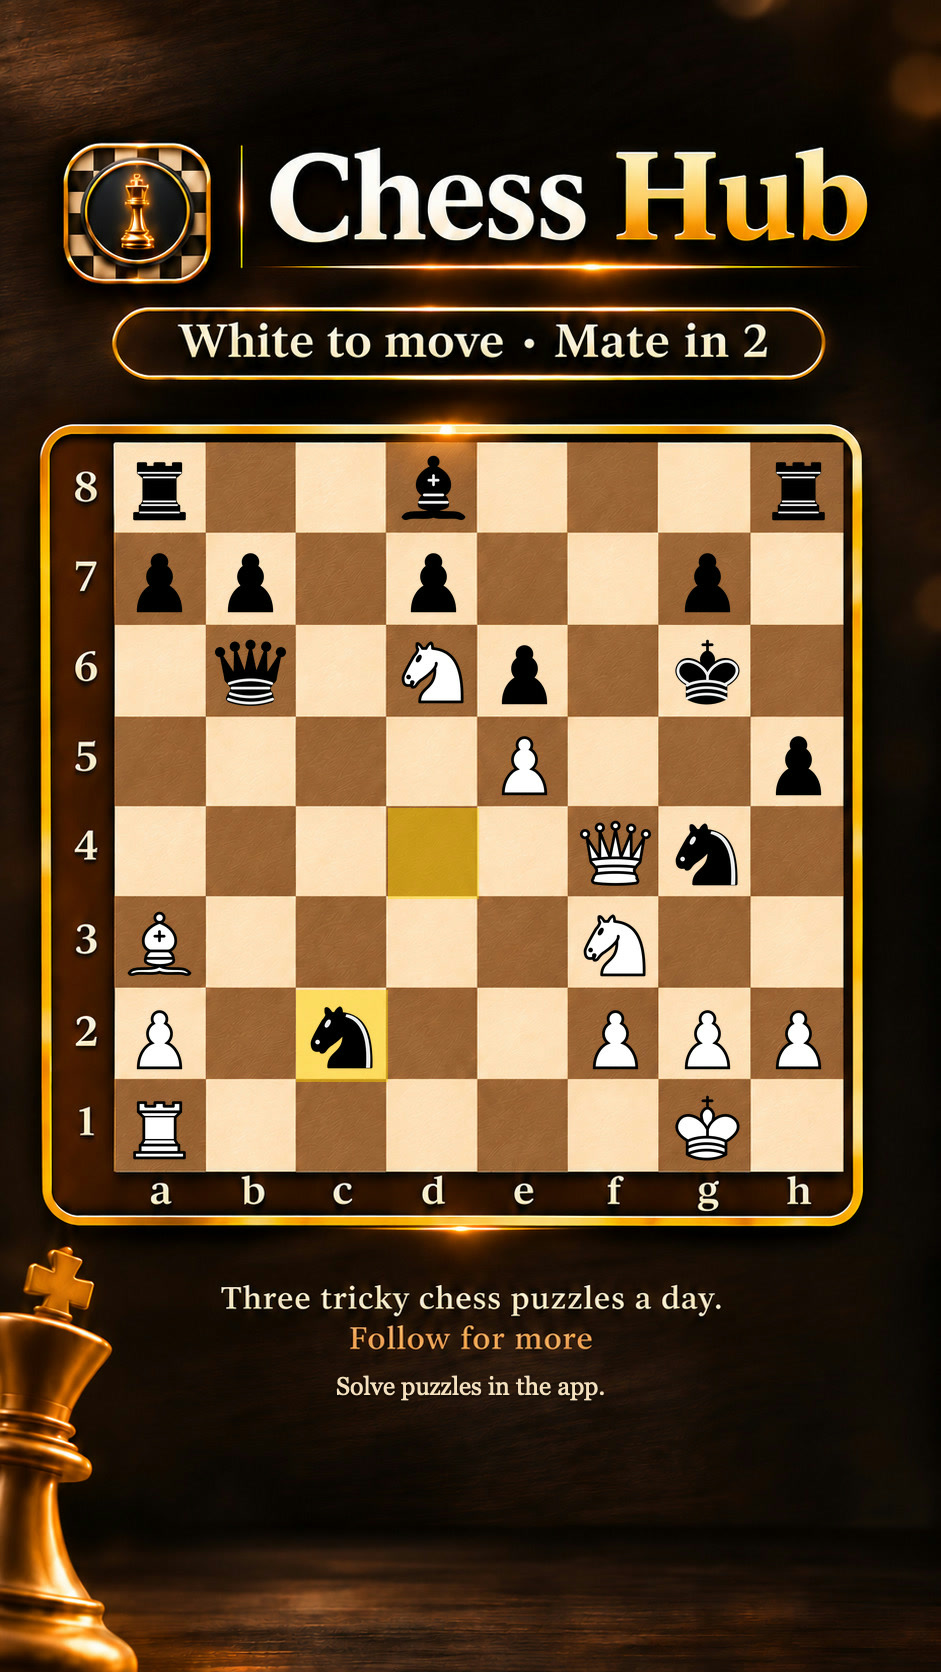 Chess Hub
White to move • Mate in 2
8
7
6
5
4
3
2
1
a b c d e f g h
Three tricky chess puzzles a day.
Follow for more
Solve puzzles in the app.